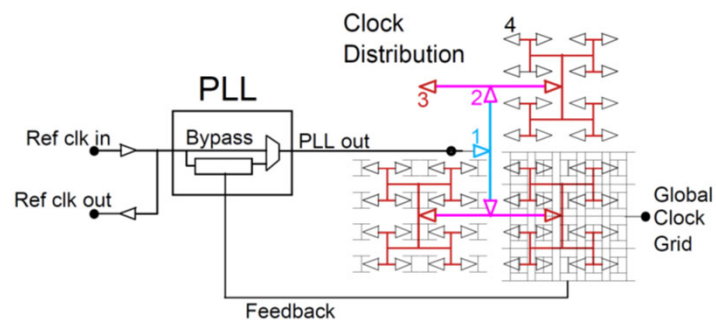 Clock
Distribution
4
PLL
3
2
Ref clk in
Bypass
PLL out
1
Ref clk out
Global
Clock
Grid
Feedback